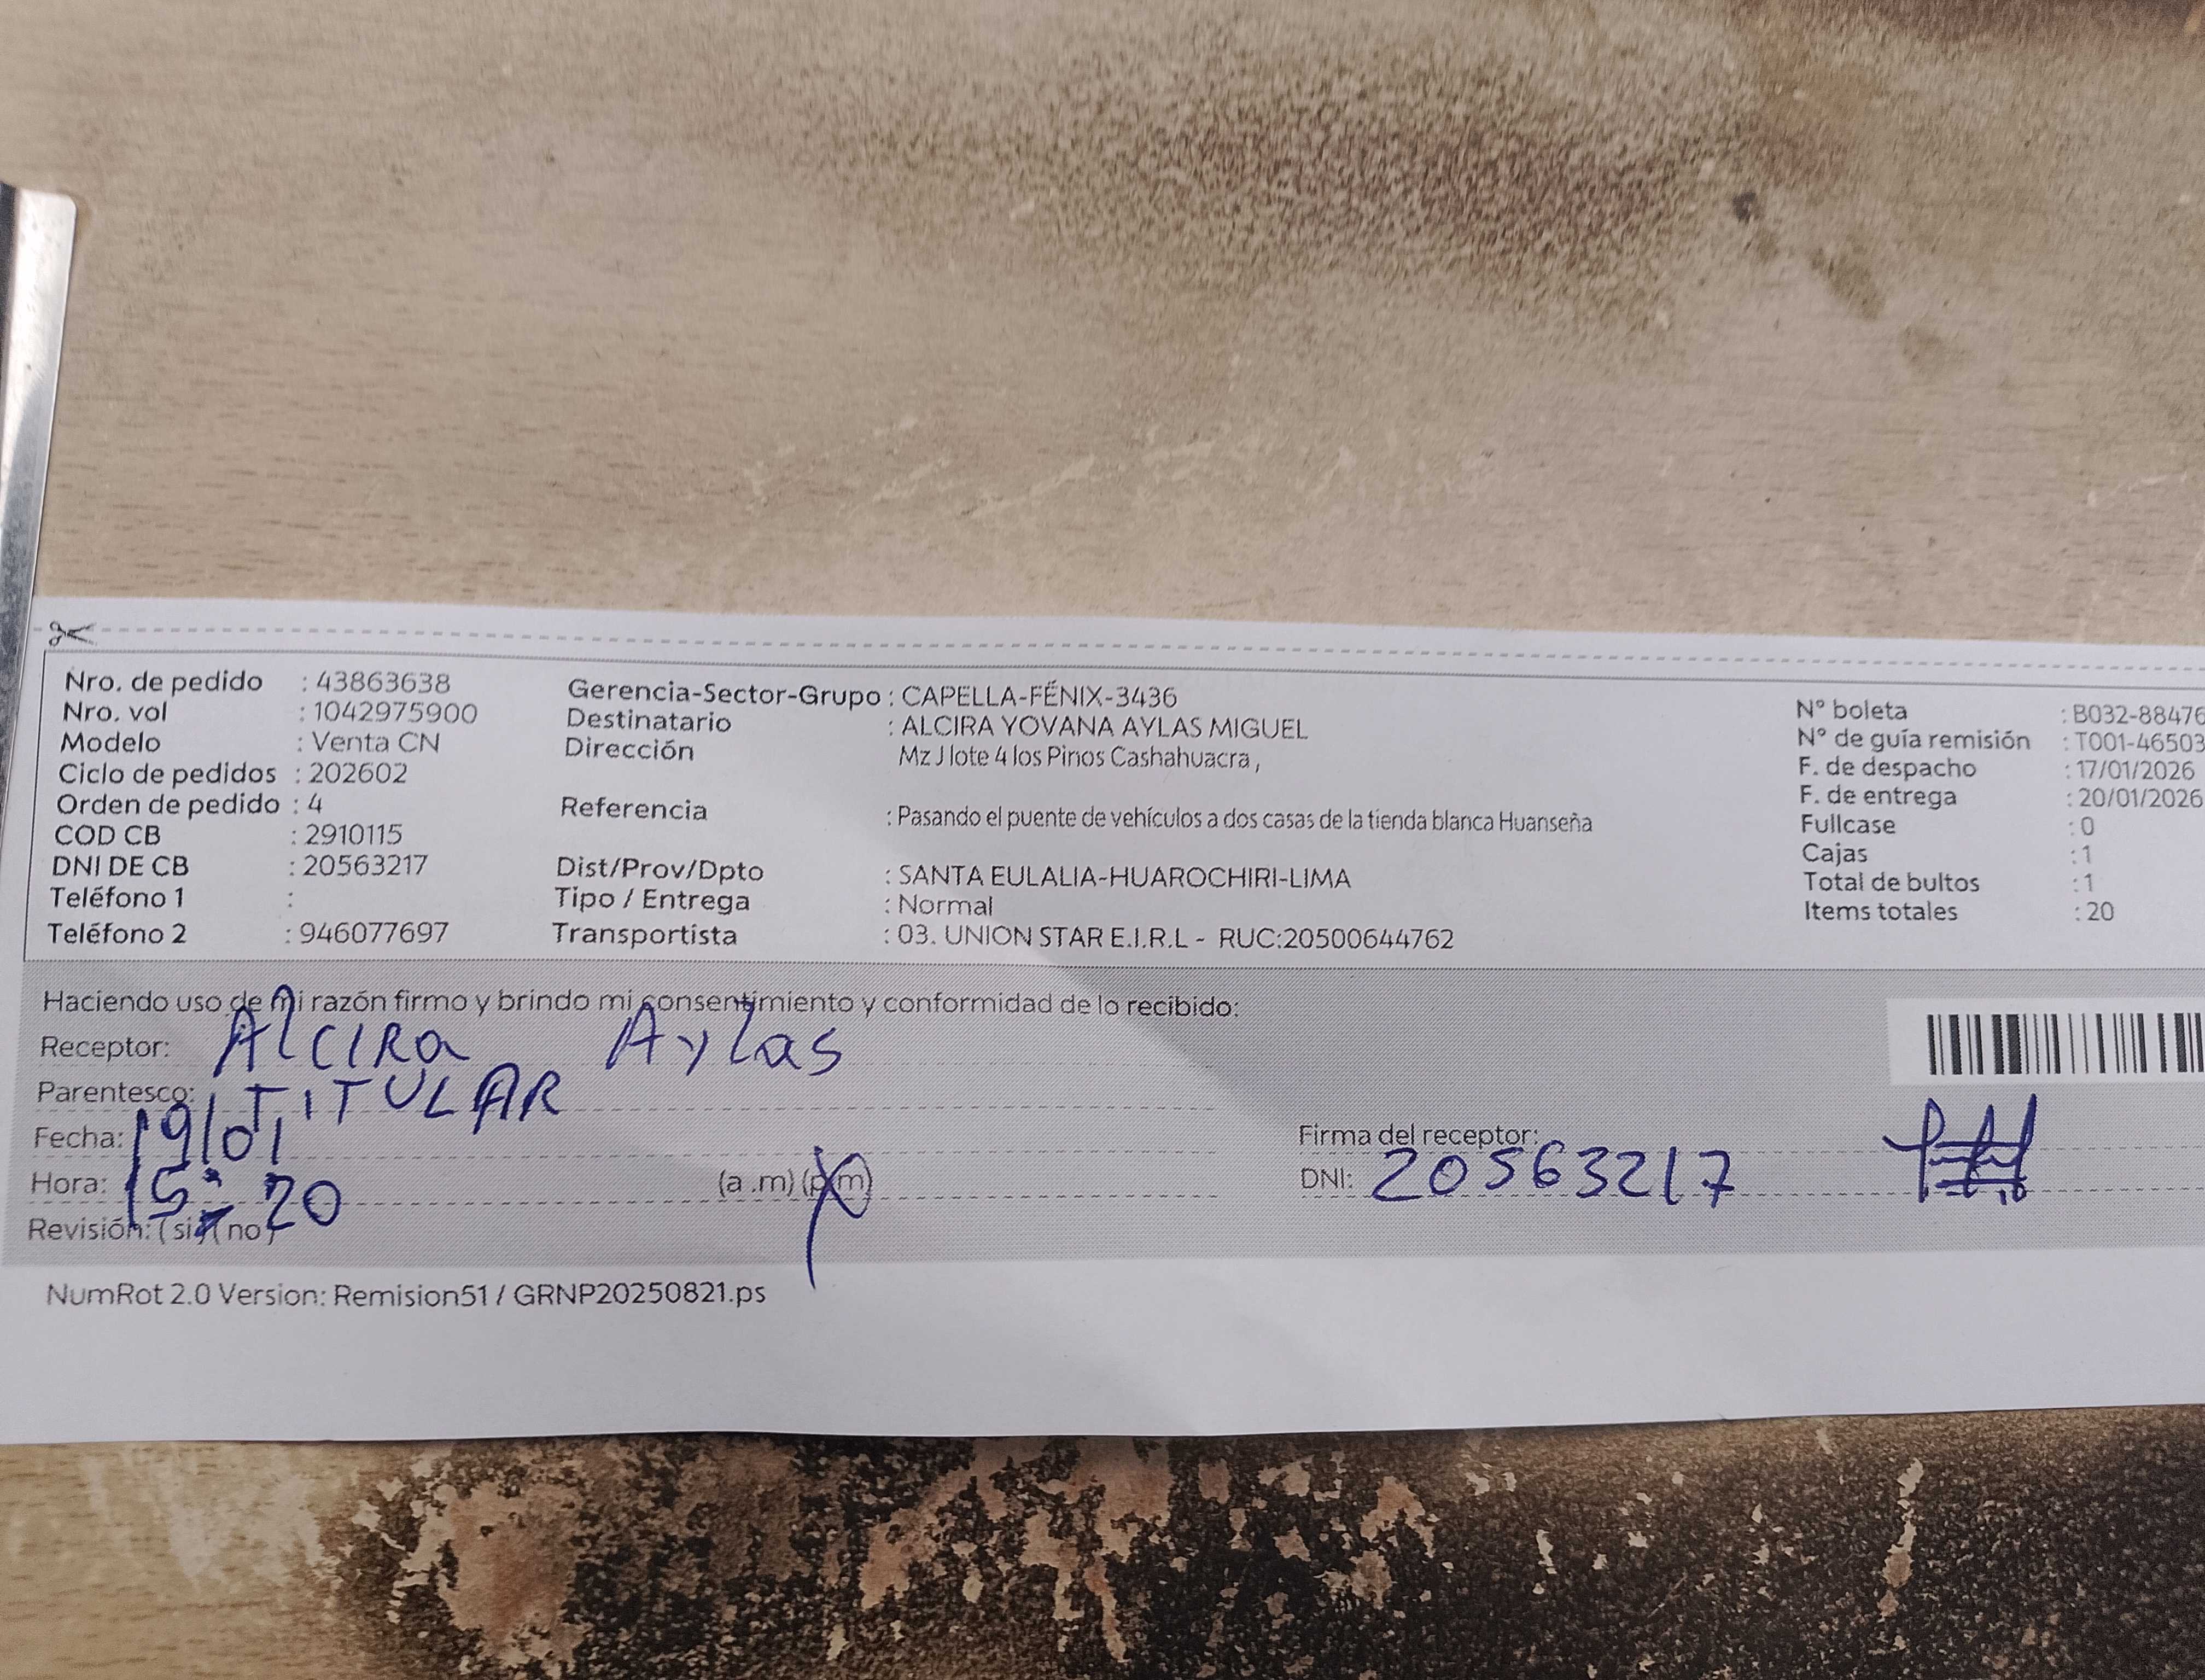 Nro. de pedido : 43863638
Nro. vol : 1042975900
Modelo : Venta CN
Ciclo de pedidos : 202602
Orden de pedido : 4
COD CB : 2910115
DNI DE CB : 20563217
Teléfono 1 :
Teléfono 2 : 946077697
Gerencia-Sector-Grupo : CAPELLA-FÉNIX-3436
Destinatario : ALCIRA YOVANA AYLAS MIGUEL
Dirección Mz J lote 4 los Pinos Cashahuacra,
Referencia : Pasando el puente de vehículos a dos casas de la tienda blanca Huanseña
Dist/Prov/Dpto : SANTA EULALIA-HUAROCHIRI-LIMA
Tipo / Entrega : Normal
Transportista : 03. UNION STAR E.I.R.L - RUC:20500644762
N° boleta : B032-88476
N° de guía remisión : T001-46503
F. de despacho : 17/01/2026
F. de entrega : 20/01/2026
Fullcase : 0
Cajas : 1
Total de bultos : 1
Items totales : 20
Haciendo uso de mi razón firmo y brindo mi consentimiento y conformidad de lo recibido:
Receptor: Alcira Aylas
Parentesco: TITULAR
Fecha: 19/01
Hora: 15:20 (a.m) (p.m)
Revisión: (si) (no)
Firma del receptor:
DNI: 20563217
NumRot 2.0 Version: Remision51 / GRNP20250821.ps